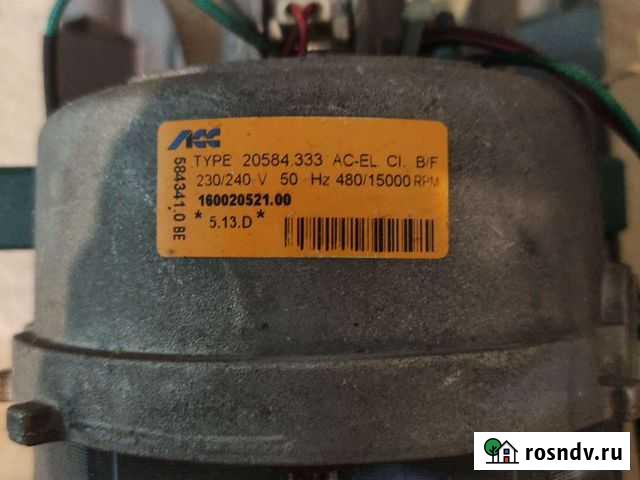 ACC
TYPE 20584.333 AC-EL CI. B/F
230/240 V 50 Hz 480/15000 RPM
160020521.00
* 5.13.D *
584341.0 BE
rosndv.ru